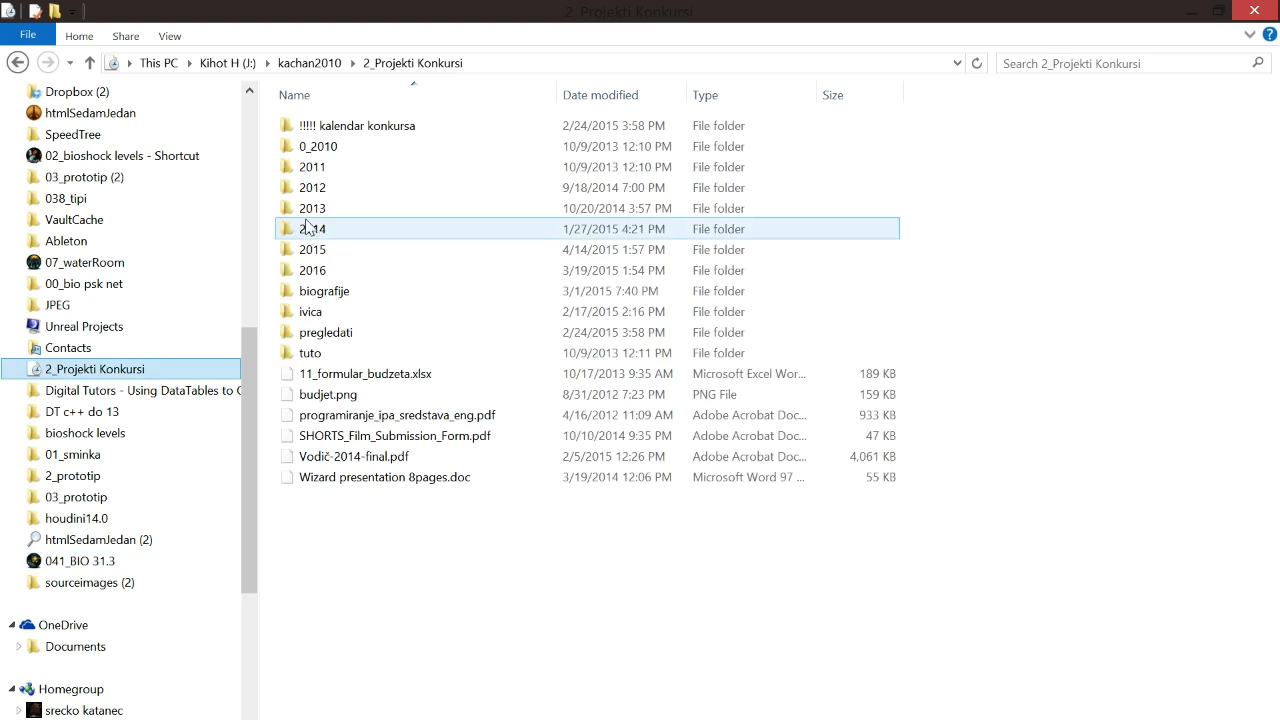 2_Projekti Konkursi
File Home Share View
This PC Kihot H (J:) kachan2010 2_Projekti Konkursi
Search 2_Projekti Konkursi
Dropbox (2)
htmlSedamJedan
SpeedTree
02_bioshock levels - Shortcut
03_prototip (2)
038_tipi
VaultCache
Ableton
07_waterRoom
00_bio psk net
JPEG
Unreal Projects
Contacts
2_Projekti Konkursi
Digital Tutors - Using DataTables to
DT c++ do 13
bioshock levels
01_sminka
2_prototip
03_prototip
houdini14.0
htmlSedamJedan (2)
041_BIO 31.3
sourceimages (2)
OneDrive
Documents
Homegroup
srecko katanec
Name Date modified Type Size
!!!!! kalendar konkursa 2/24/2015 3:58 PM File folder
0_2010 10/9/2013 12:10 PM File folder
2011 10/9/2013 12:10 PM File folder
2012 9/18/2014 7:00 PM File folder
2013 10/20/2014 3:57 PM File folder
2014 1/27/2015 4:21 PM File folder
2015 4/14/2015 1:57 PM File folder
2016 3/19/2015 1:54 PM File folder
biografije 3/1/2015 7:40 PM File folder
ivica 2/17/2015 2:16 PM File folder
pregledati 2/24/2015 3:58 PM File folder
tuto 10/9/2013 12:11 PM File folder
11_formular_budzeta.xlsx 10/17/2013 9:35 AM Microsoft Excel Wor... 189 KB
budjet.png 8/31/2012 7:23 PM PNG File 159 KB
programiranje_ipa_sredstava_eng.pdf 4/16/2012 11:09 AM Adobe Acrobat Doc... 933 KB
SHORTS_Film_Submission_Form.pdf 10/10/2014 9:35 PM Adobe Acrobat Doc... 47 KB
Vodič-2014-final.pdf 2/5/2015 12:26 PM Adobe Acrobat Doc... 4,061 KB
Wizard presentation 8pages.doc 3/19/2014 12:06 PM Microsoft Word 97 ... 55 KB